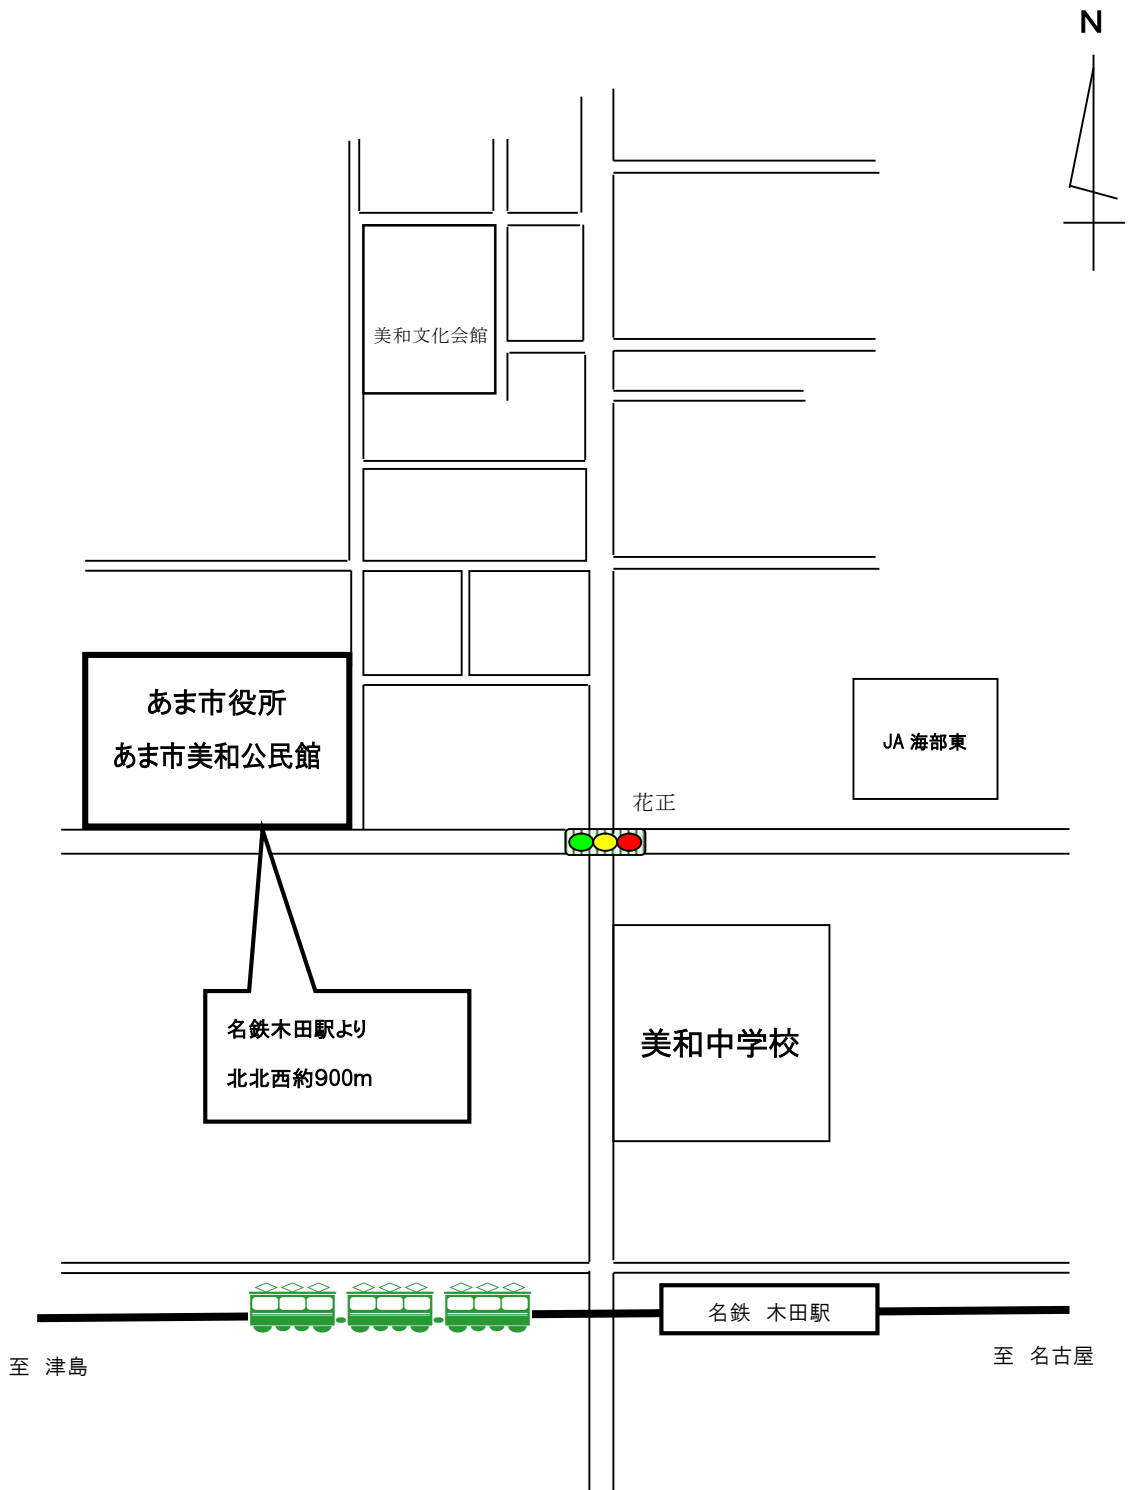 N
美和文化会館
あま市役所
あま市美和公民館
JA 海部東
花正
名鉄木田駅より
北北西約900m
美和中学校
名鉄　木田駅
至　津島
至　名古屋